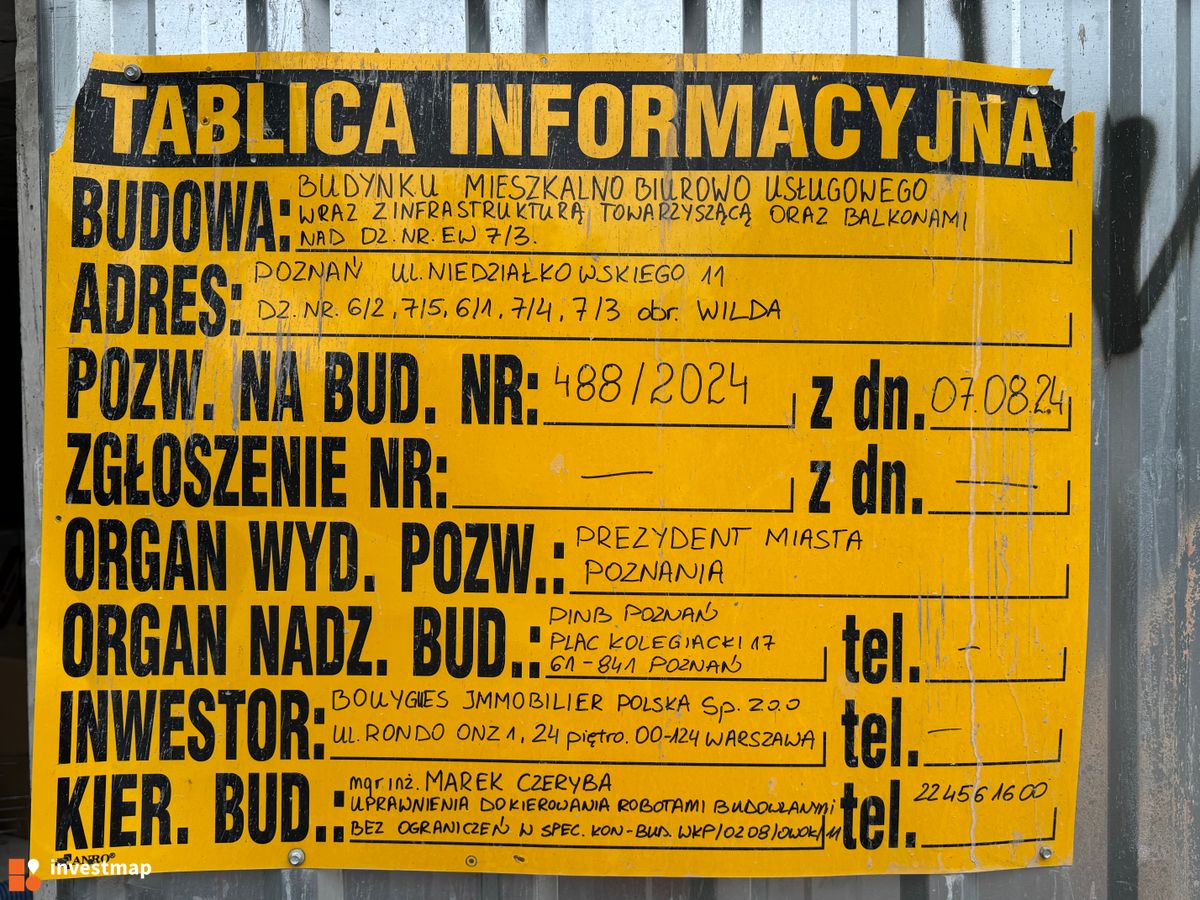 TABLICA INFORMACYJNA
BUDOWA: BUDYNKU MIESZKALNO BIUROWO USŁUGOWEGO
WRAZ Z INFRASTRUKTURĄ TOWARZYSZĄCĄ ORAZ BALKONAMI
NAD DZ. NR. EW 7/3.
ADRES: POZNAŃ UL. NIEDZIAŁKOWSKIEGO 11
DZ. NR. 6/2, 7/5, 6/1, 7/4, 7/3 obr. WILDA
POZW. NA BUD. NR: 488/2024 z dn. 07.08.24
ZGŁOSZENIE NR: — z dn. —
ORGAN WYD. POZW.: PREZYDENT MIASTA
POZNANIA
ORGAN NADZ. BUD.: PINB POZNAŃ
PLAC KOLEGIACKI 17
61-841 POZNAŃ tel. -
INWESTOR: BOUYGUES IMMOBILIER POLSKA Sp. z o.o
UL. RONDO ONZ 1, 24 piętro. 00-124 WARSZAWA tel. —
KIER. BUD.: mgr inż. MAREK CZERYBA
UPRAWNIENIA DO KIEROWANIA ROBOTAMI BUDOWLANYMI
BEZ OGRANICZEŃ W SPEC. KON-BUD. WKP/0208/OWOK/11 tel. 224561600
ANRO®
investmap